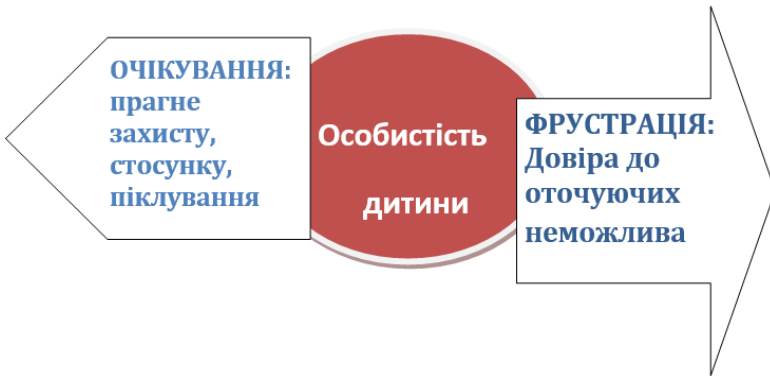 ОЧІКУВАННЯ:
прагне
захисту,
стосунку,
піклування
Особистість
дитини
ФРУСТРАЦІЯ:
Довіра до
оточуючих
неможлива